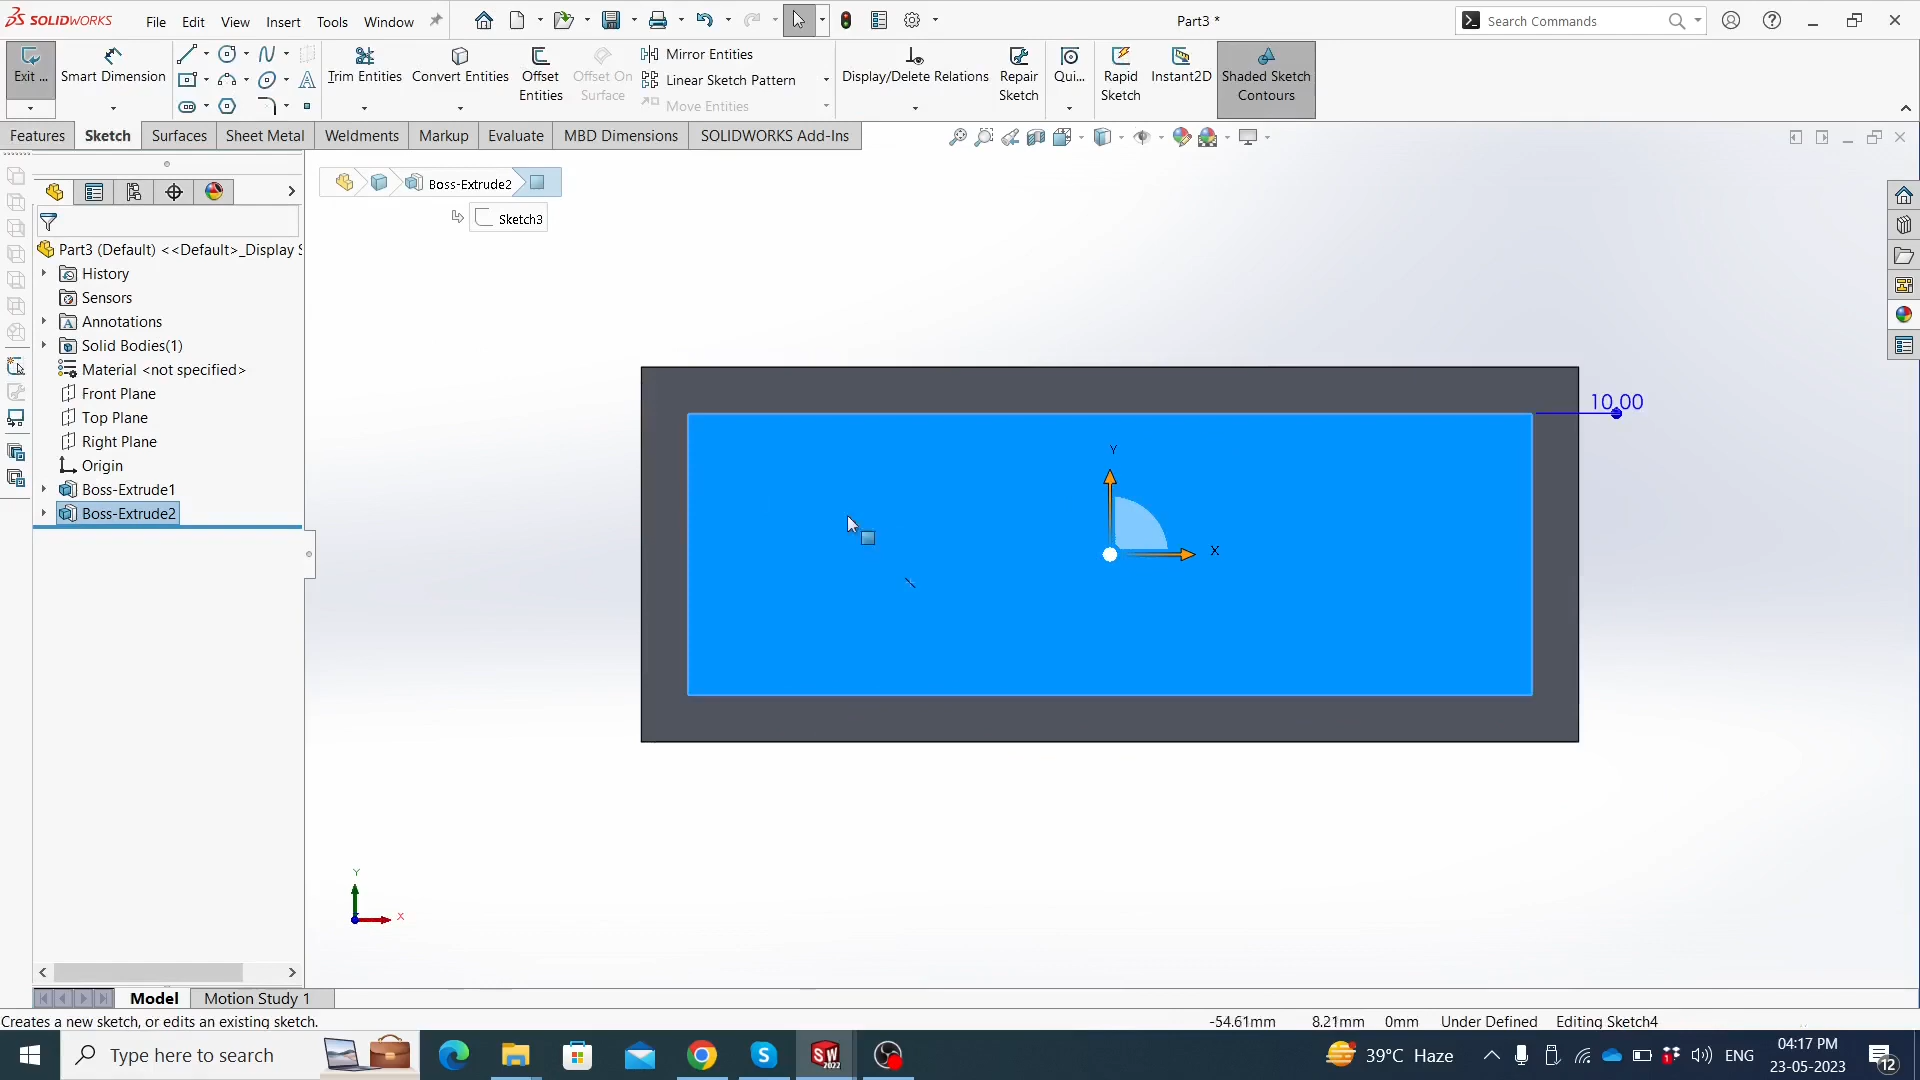 SOLIDWORKS File Edit View Insert Tools Window Part3 * Search Commands
Exit ... Smart Dimension Trim Entities Convert Entities Offset Entities Offset On Surface Mirror Entities Linear Sketch Pattern Move Entities Display/Delete Relations Repair Sketch Qui... Rapid Sketch Instant2D Shaded Sketch Contours
Features Sketch Surfaces Sheet Metal Weldments Markup Evaluate MBD Dimensions SOLIDWORKS Add-Ins
Boss-Extrude2
Sketch3
Part3 (Default) <<Default>_Display S
History
Sensors
Annotations
Solid Bodies(1)
Material <not specified>
Front Plane
Top Plane
Right Plane
Origin
Boss-Extrude1
Boss-Extrude2
10.00
Y
X
Y
X
Model Motion Study 1
Creates a new sketch, or edits an existing sketch. -54.61mm 8.21mm 0mm Under Defined Editing Sketch4
Type here to search 39°C Haze ENG 04:17 PM
23-05-2023 12
SW 2022